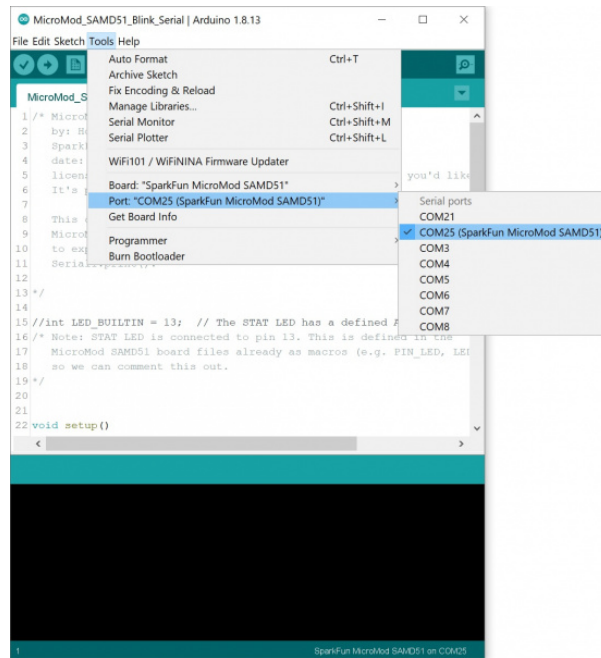 MicroMod_SAMD51_Blink_Serial | Arduino 1.8.13
File Edit Sketch Tools Help
Auto Format Ctrl+T
Archive Sketch
Fix Encoding & Reload
Manage Libraries... Ctrl+Shift+I
Serial Monitor Ctrl+Shift+M
Serial Plotter Ctrl+Shift+L
WiFi101 / WiFiNINA Firmware Updater
Board: "SparkFun MicroMod SAMD51"
Port: "COM25 (SparkFun MicroMod SAMD51)"
Get Board Info
Programmer
Burn Bootloader
Serial ports
COM21
COM25 (SparkFun MicroMod SAMD51)
COM3
COM4
COM5
COM6
COM7
COM8
MicroMod_S
1 /* Micro
2 by:
3 Spark
4 date:
5 licen you'd like
6 It's
7
8 This
9 Micro
10 to exp
11 Serial
12
13 */
14
15 //int LED_BUILTIN = 13; // The STAT LED has a defined
16 /* Note: STAT LED is connected to pin 13. This is defined in the
17 MicroMod SAMD51 board files already as macros (e.g. PIN_LED, LED
18 so we can comment this out.
19 */
20
21
22 void setup()
1 SparkFun MicroMod SAMD51 on COM25